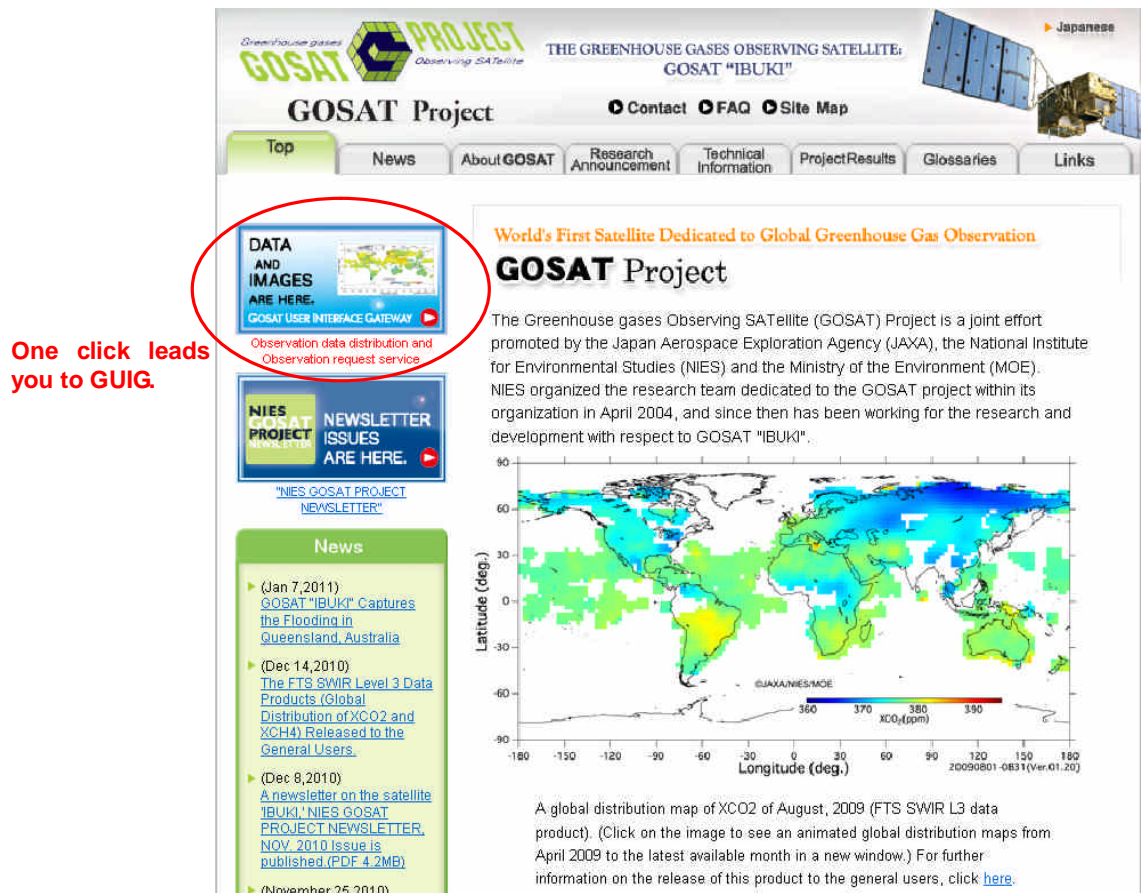 Greenhouse gases
GOSAT PROJECT
Observing SATellite
THE GREENHOUSE GASES OBSERVING SATELLITE:
GOSAT “IBUKI”
Japanese
GOSAT Project
Contact FAQ Site Map
Top
News
About GOSAT
Research
Announcement
Technical
Information
Project Results
Glossaries
Links
DATA
AND
IMAGES
ARE HERE.
GOSAT USER INTERFACE GATEWAY
Observation data distribution and
Observation request service
One click leads
you to GUIG.
NIES
GOSAT
PROJECT
NEWSLETTER
NEWSLETTER
ISSUES
ARE HERE.
"NIES GOSAT PROJECT
NEWSLETTER"
News
(Jan 7,2011)
GOSAT "IBUKI" Captures
the Flooding in
Queensland, Australia
(Dec 14,2010)
The FTS SWIR Level 3 Data
Products (Global
Distribution of XCO2 and
XCH4) Released to the
General Users.
(Dec 8,2010)
A newsletter on the satellite
'IBUKI,' NIES GOSAT
PROJECT NEWSLETTER,
NOV. 2010 Issue is
published.(PDF 4.2MB)
(November 25,2010)
World's First Satellite Dedicated to Global Greenhouse Gas Observation
GOSAT Project
The Greenhouse gases Observing SATellite (GOSAT) Project is a joint effort
promoted by the Japan Aerospace Exploration Agency (JAXA), the National Institute
for Environmental Studies (NIES) and the Ministry of the Environment (MOE).
NIES organized the research team dedicated to the GOSAT project within its
organization in April 2004, and since then has been working for the research and
development with respect to GOSAT "IBUKI".
90
60
30
0
-30
-60
-90
Latitude (deg.)
©JAXA/NIES/MOE
360 370 380 390
XCO2(ppm)
-180 -150 -120 -90 -60 -30 0 30 60 90 120 150 180
Longitude (deg.)
20090801-0831(Ver.01.20)
A global distribution map of XCO2 of August, 2009 (FTS SWIR L3 data
product). (Click on the image to see an animated global distribution maps from
April 2009 to the latest available month in a new window.) For further
information on the release of this product to the general users, click here.